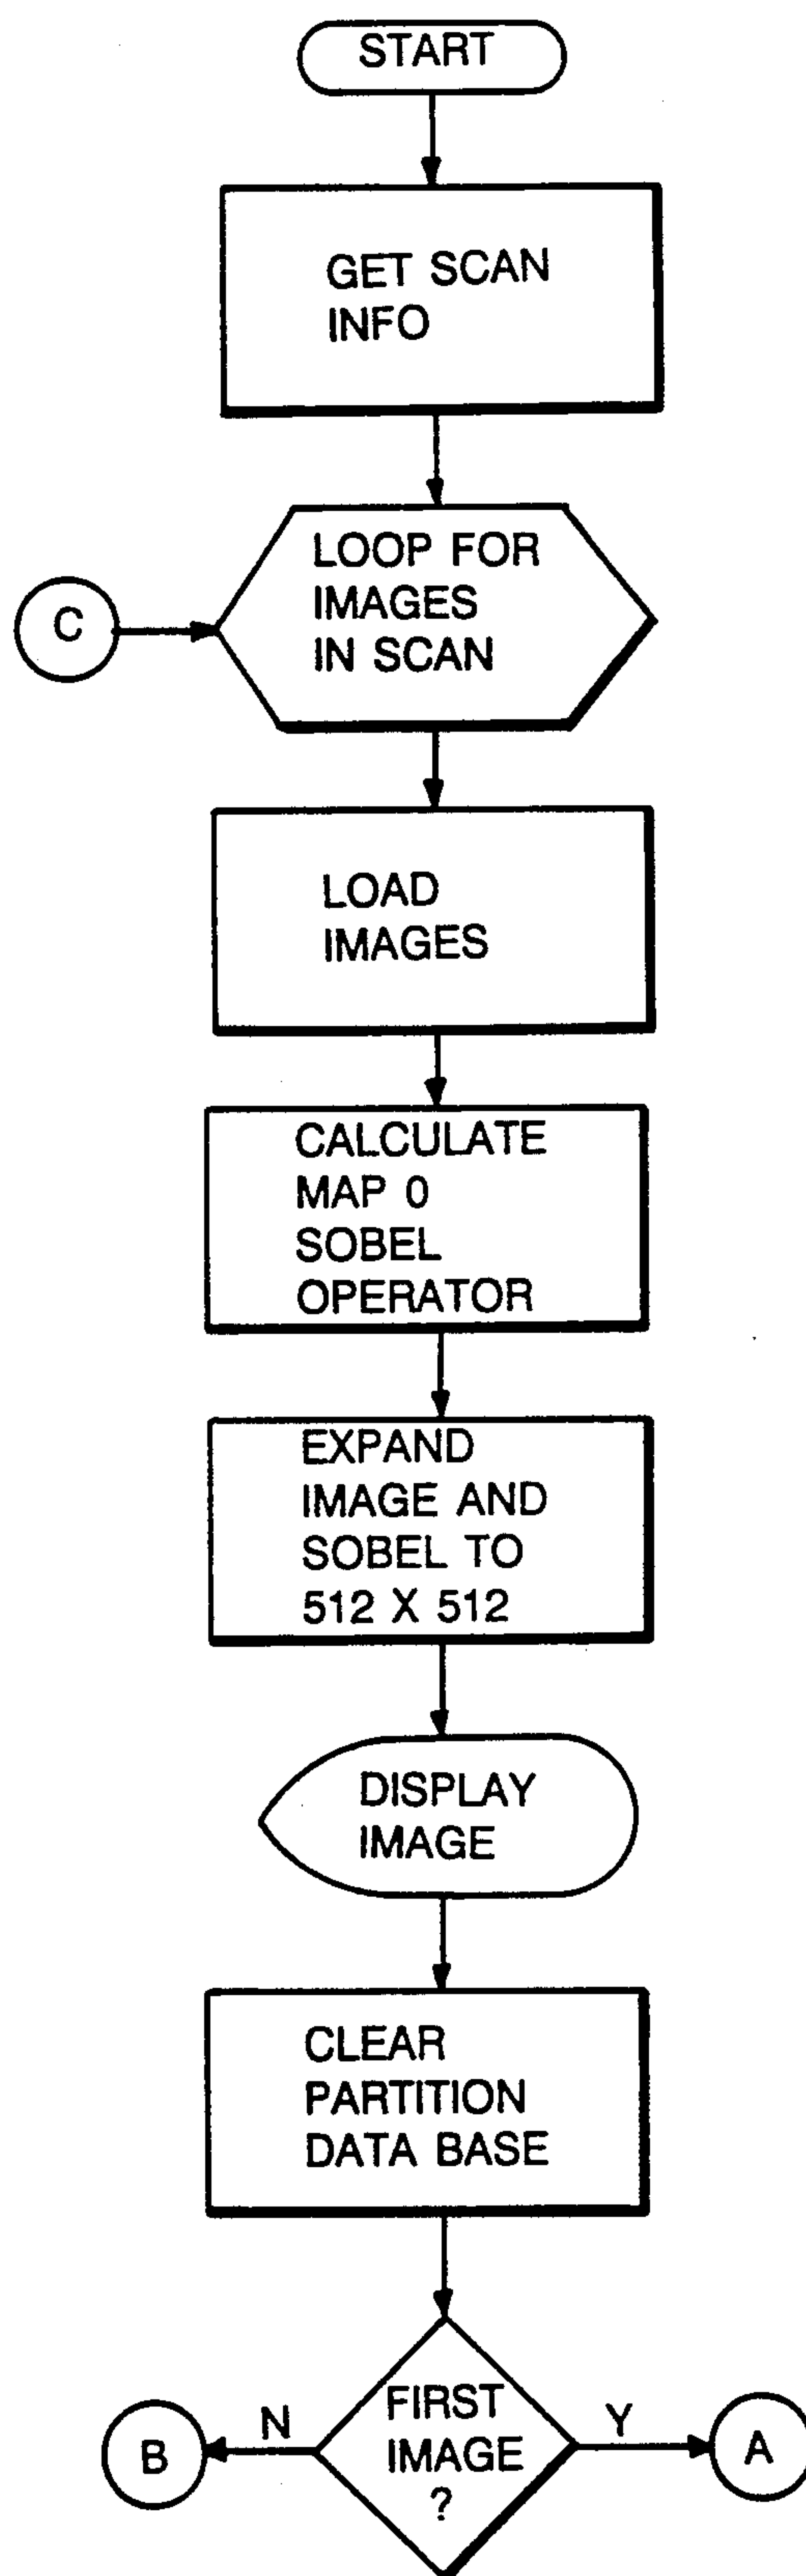 START
GET SCAN
INFO
LOOP FOR
IMAGES
IN SCAN
C
LOAD
IMAGES
CALCULATE
MAP 0
SOBEL
OPERATOR
EXPAND
IMAGE AND
SOBEL TO
512 X 512
DISPLAY
IMAGE
CLEAR
PARTITION
DATA BASE
FIRST
IMAGE
?
N
B
Y
A